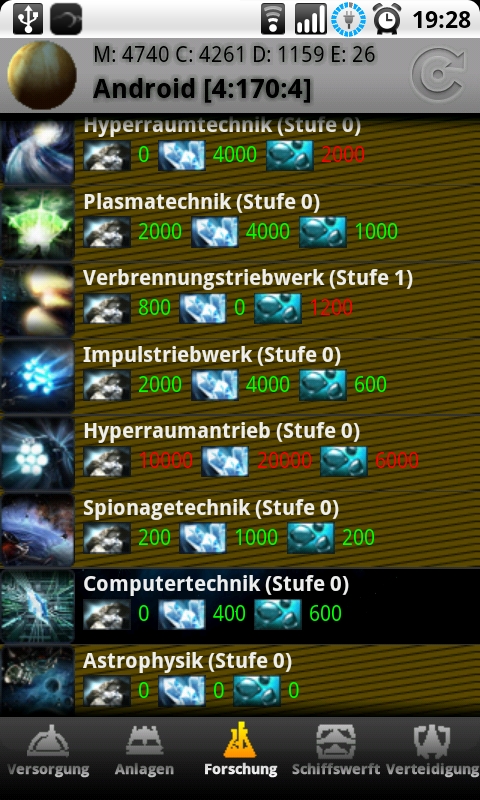 19:28
M: 4740 C: 4261 D: 1159 E: 26
Android [4:170:4]
Hyperraumtechnik (Stufe 0)
0 4000 2000
Plasmatechnik (Stufe 0)
2000 4000 1000
Verbrennungstriebwerk (Stufe 1)
800 0 1200
Impulstriebwerk (Stufe 0)
2000 4000 600
Hyperraumantrieb (Stufe 0)
10000 20000 6000
Spionagetechnik (Stufe 0)
200 1000 200
Computertechnik (Stufe 0)
0 400 600
Astrophysik (Stufe 0)
0 0 0
Versorgung Anlagen Forschung Schiffswerft Verteidigung